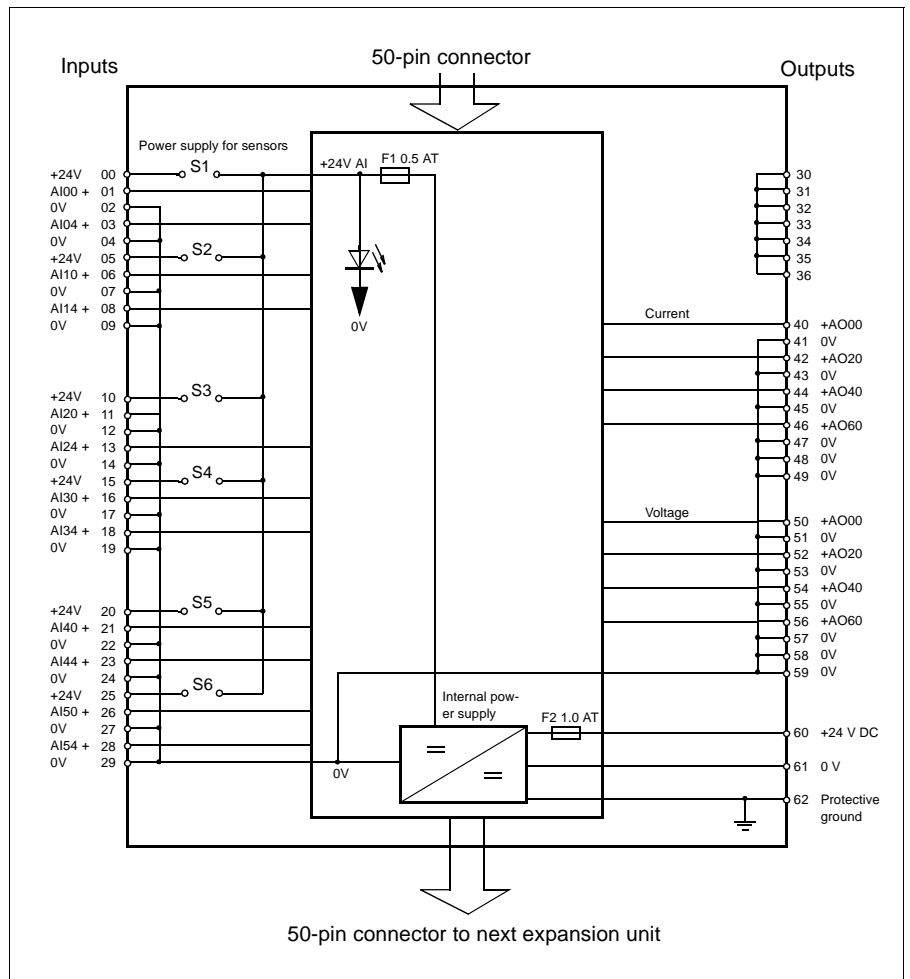 50-pin connector
Inputs
Outputs
Power supply for sensors
+24V 00 S1
AI00 + 01
0V 02
AI04 + 03
0V 04
+24V 05 S2
AI10 + 06
0V 07
AI14 + 08
0V 09
+24V 10 S3
AI20 + 11
0V 12
AI24 + 13
0V 14
+24V 15 S4
AI30 + 16
0V 17
AI34 + 18
0V 19
+24V 20 S5
AI40 + 21
0V 22
AI44 + 23
0V 24
+24V 25 S6
AI50 + 26
0V 27
AI54 + 28
0V 29
+24V AI
F1 0.5 AT
0V
Internal pow-
er supply
F2 1.0 AT
0V
30
31
32
33
34
35
36
Current
40 +AO00
41 0V
42 +AO20
43 0V
44 +AO40
45 0V
46 +AO60
47 0V
48 0V
49 0V
Voltage
50 +AO00
51 0V
52 +AO20
53 0V
54 +AO40
55 0V
56 +AO60
57 0V
58 0V
59 0V
60 +24 V DC
61 0 V
62 Protective
ground
50-pin connector to next expansion unit